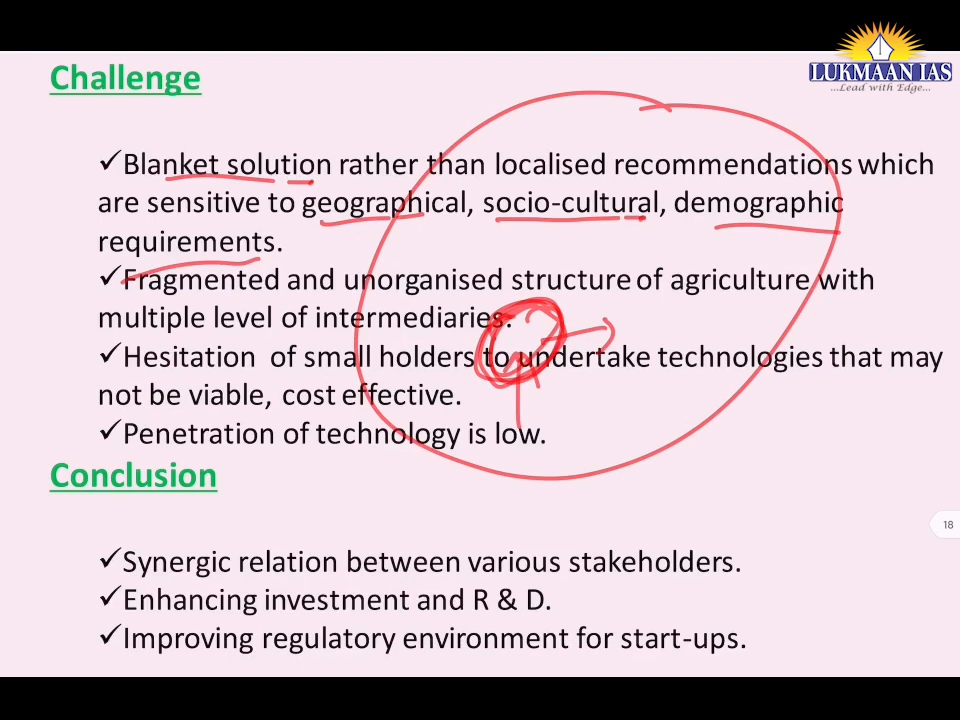 LUKMAAN IAS
...Lead with Edge...
Challenge
✓Blanket solution rather than localised recommendations which
are sensitive to geographical, socio-cultural, demographic
requirements.
✓Fragmented and unorganised structure of agriculture with
multiple level of intermediaries.
✓Hesitation of small holders to undertake technologies that may
not be viable, cost effective.
✓Penetration of technology is low.
Conclusion
18
✓Synergic relation between various stakeholders.
✓Enhancing investment and R & D.
✓Improving regulatory environment for start-ups.